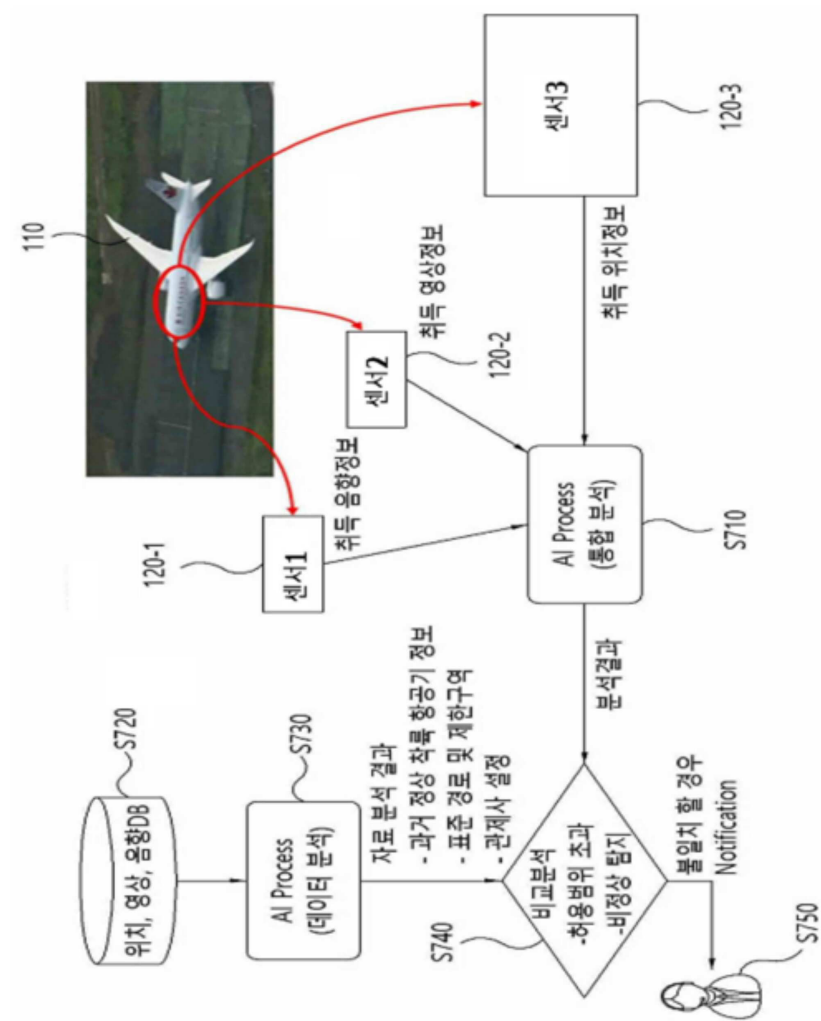 110
센서3
120-3
취득 위치정보
센서2
120-2
취득 영상정보
센서1
120-1
취득 음향정보
AI Process
(통합 분석)
S710
분석결과
위치, 영상, 음향DB
S720
AI Process
(데이터 분석)
S730
자료 분석 결과
- 과거 정상 착륙 항공기 정보
- 표준 경로 및 제한구역
- 관제사 설정
비교분석
-허용범위 초과
-비정상 탐지
S740
불일치 할 경우
Notification
S750